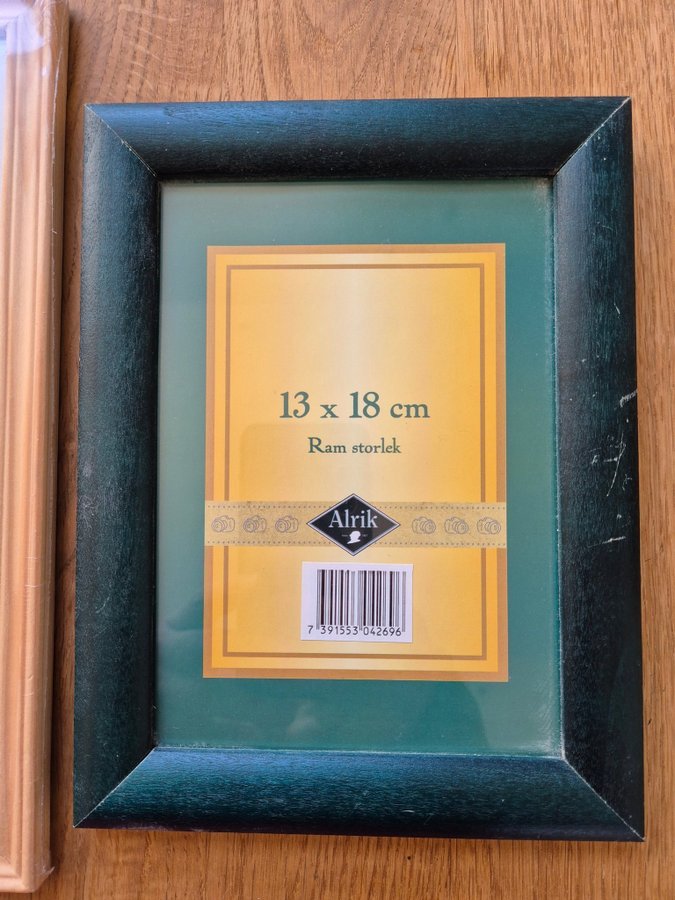 13 x 18 cm
Ram storlek
Alrik
7 391553 042696